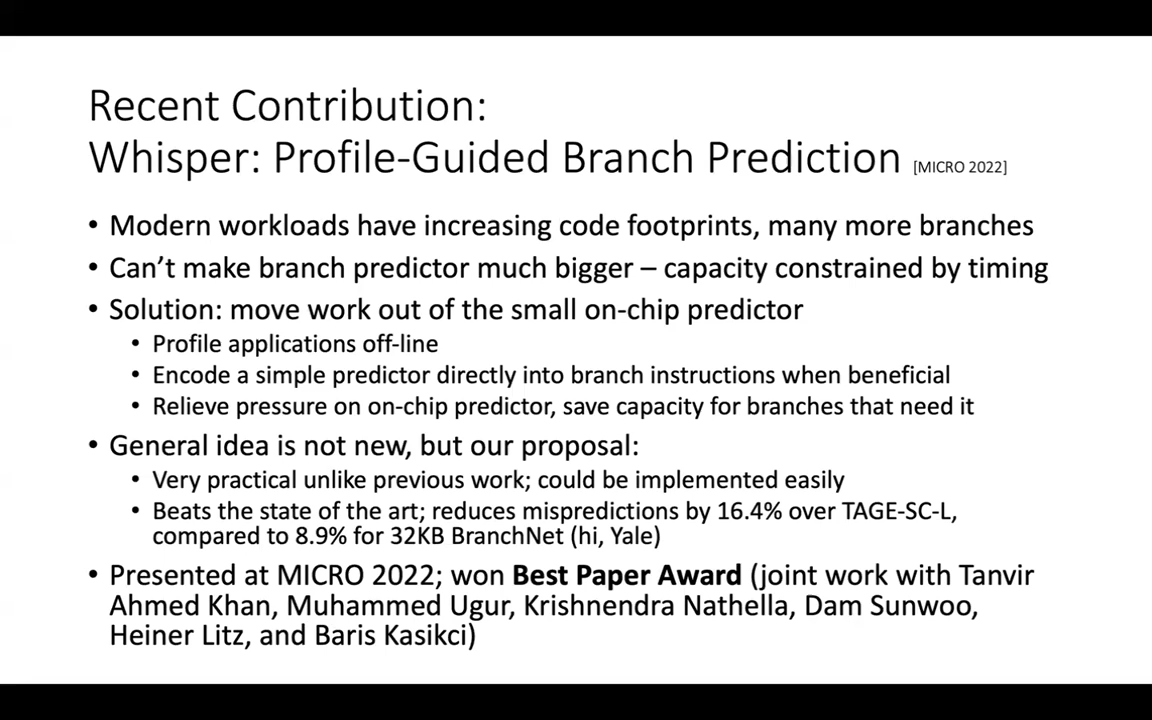 Recent Contribution:
Whisper: Profile-Guided Branch Prediction [MICRO 2022]
• Modern workloads have increasing code footprints, many more branches
• Can’t make branch predictor much bigger – capacity constrained by timing
• Solution: move work out of the small on-chip predictor
• Profile applications off-line
• Encode a simple predictor directly into branch instructions when beneficial
• Relieve pressure on on-chip predictor, save capacity for branches that need it
• General idea is not new, but our proposal:
• Very practical unlike previous work; could be implemented easily
• Beats the state of the art; reduces mispredictions by 16.4% over TAGE-SC-L,
compared to 8.9% for 32KB BranchNet (hi, Yale)
• Presented at MICRO 2022; won Best Paper Award (joint work with Tanvir
Ahmed Khan, Muhammed Ugur, Krishnendra Nathella, Dam Sunwoo,
Heiner Litz, and Baris Kasikci)